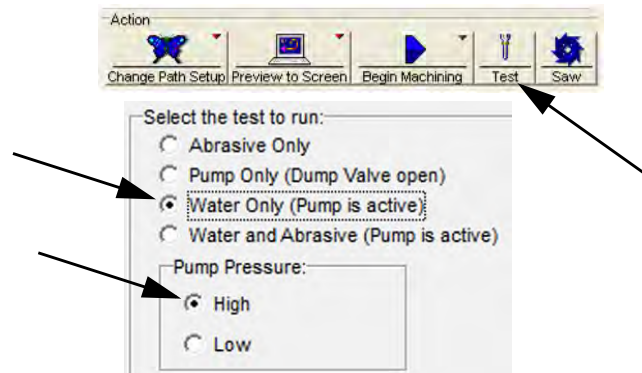 Action
Change Path Setup Preview to Screen Begin Machining Test Saw
Select the test to run:
Abrasive Only
Pump Only (Dump Valve open)
Water Only (Pump is active)
Water and Abrasive (Pump is active)
Pump Pressure:
High
Low